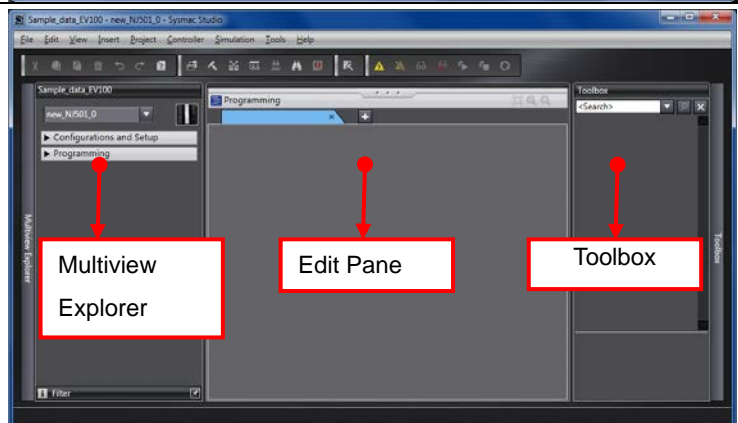 Sample_data_EV100 - new_NJ501_0 - Sysmac Studio
File Edit View Insert Project Controller Simulation Tools Help
Multiview Explorer
Sample_data_EV100
new_NJ501_0
Configurations and Setup
Programming
Filter
Programming
Toolbox
<Search>
Toolbox
Multiview
Explorer
Edit Pane
Toolbox